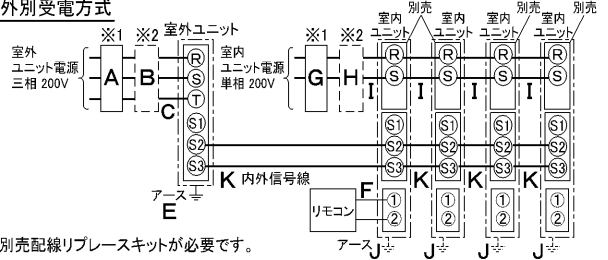 外別受電方式
※1 ※2 室外ユニット
室外
ユニット電源
三相 200V
A B C
R
S
T
S1
S2
S3
アース
E
K 内外信号線
※1 ※2
室内
ユニット電源
単相 200V
G H
室内
ユニット
別売
室内
ユニット
別売
室内
ユニット
別売
室内
ユニット
別売
R R R R
S S S S
I I I I
S1 S1 S1 S1
S2 S2 S2 S2
S3 S3 S3 S3
K K K
F
リモコン
① ① ① ①
② ② ② ②
アース J J J J
別売配線リプレースキットが必要です。